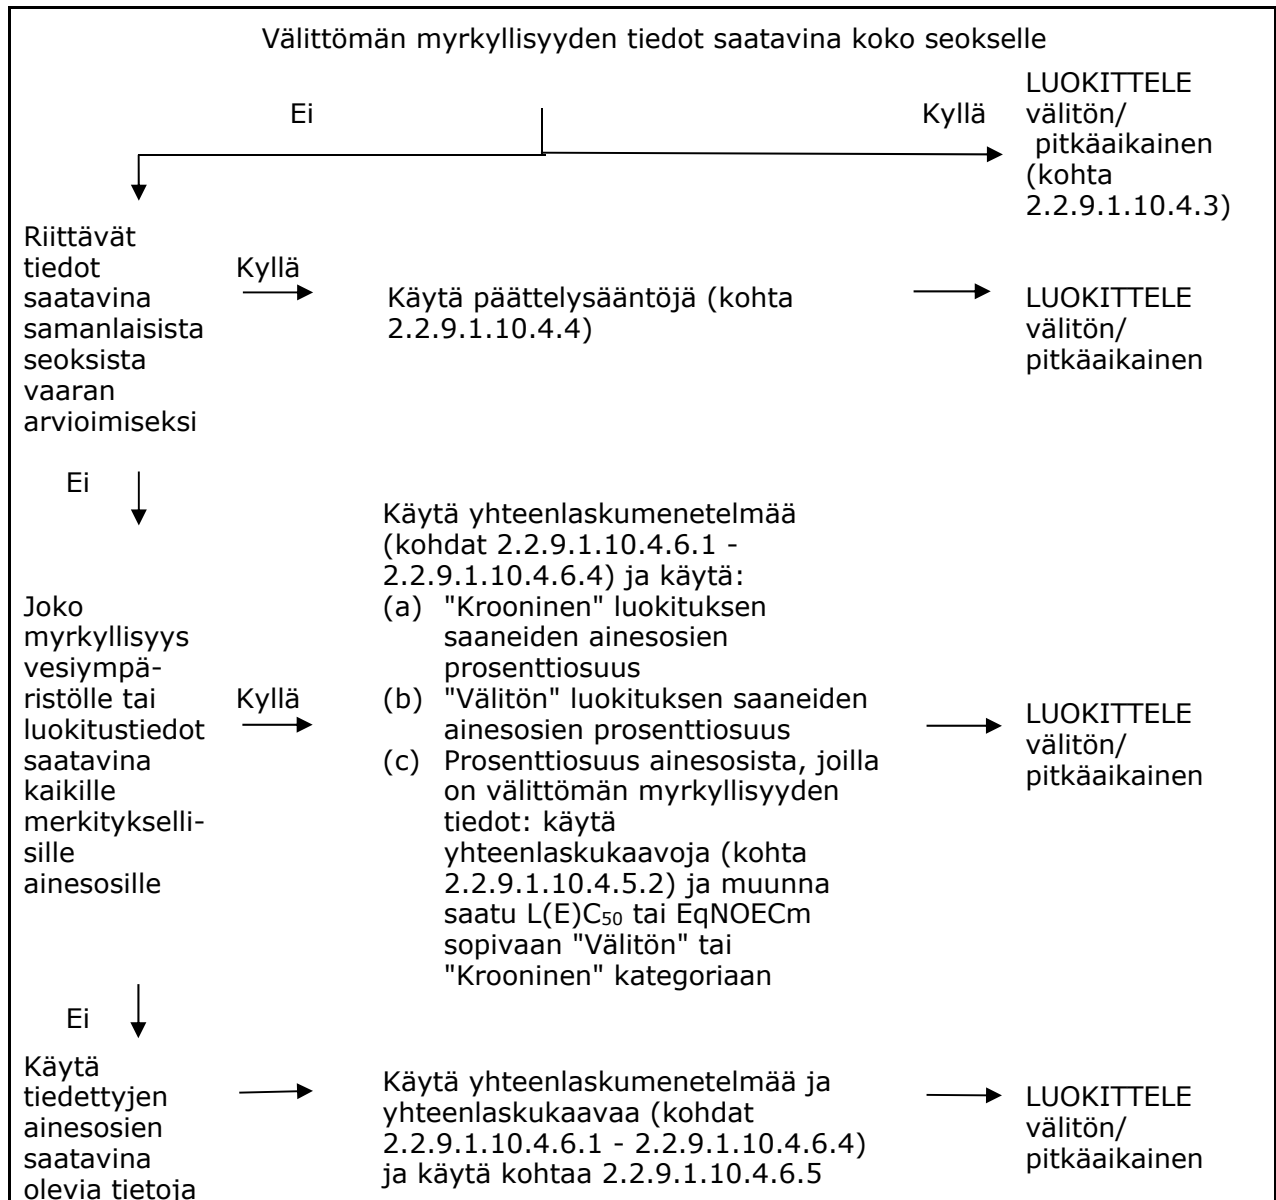 Välittömän myrkyllisyyden tiedot saatavina koko seokselle
Ei
Kyllä
LUOKITTELE
välitön/
pitkäaikainen
(kohta
2.2.9.1.10.4.3)
Riittävät
tiedot
saatavina
samanlaisista
seoksista
vaaran
arvioimiseksi
Kyllä
Käytä päättelysääntöjä (kohta
2.2.9.1.10.4.4)
LUOKITTELE
välitön/
pitkäaikainen
Ei
Joko
myrkyllisyys
vesiympä-
ristölle tai
luokitustiedot
saatavina
kaikille
merkitykselli-
sille
ainesosille
Kyllä
Käytä yhteenlaskumenetelmää
(kohdat 2.2.9.1.10.4.6.1 -
2.2.9.1.10.4.6.4) ja käytä:
(a) "Krooninen" luokituksen
saaneiden ainesosien
prosenttiosuus
(b) "Välitön" luokituksen saaneiden
ainesosien prosenttiosuus
(c) Prosenttiosuus ainesosista, joilla
on välittömän myrkyllisyyden
tiedot: käytä
yhteenlaskukaavoja (kohta
2.2.9.1.10.4.5.2) ja muunna
saatu L(E)C₅₀ tai EqNOECm
sopivaan "Välitön" tai
"Krooninen" kategoriaan
LUOKITTELE
välitön/
pitkäaikainen
Ei
Käytä
tiedettyjen
ainesosien
saatavina
olevia tietoja
Käytä yhteenlaskumenetelmää ja
yhteenlaskukaavaa (kohdat
2.2.9.1.10.4.6.1 - 2.2.9.1.10.4.6.4)
ja käytä kohtaa 2.2.9.1.10.4.6.5
LUOKITTELE
välitön/
pitkäaikainen